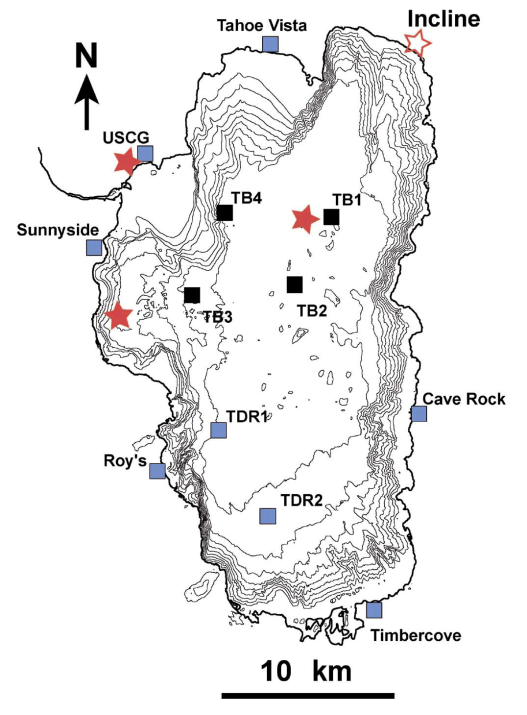 Incline
Tahoe Vista
N
USCG
TB4
TB1
Sunnyside
TB2
TB3
Cave Rock
TDR1
Roy's
TDR2
Timbercove
10 km